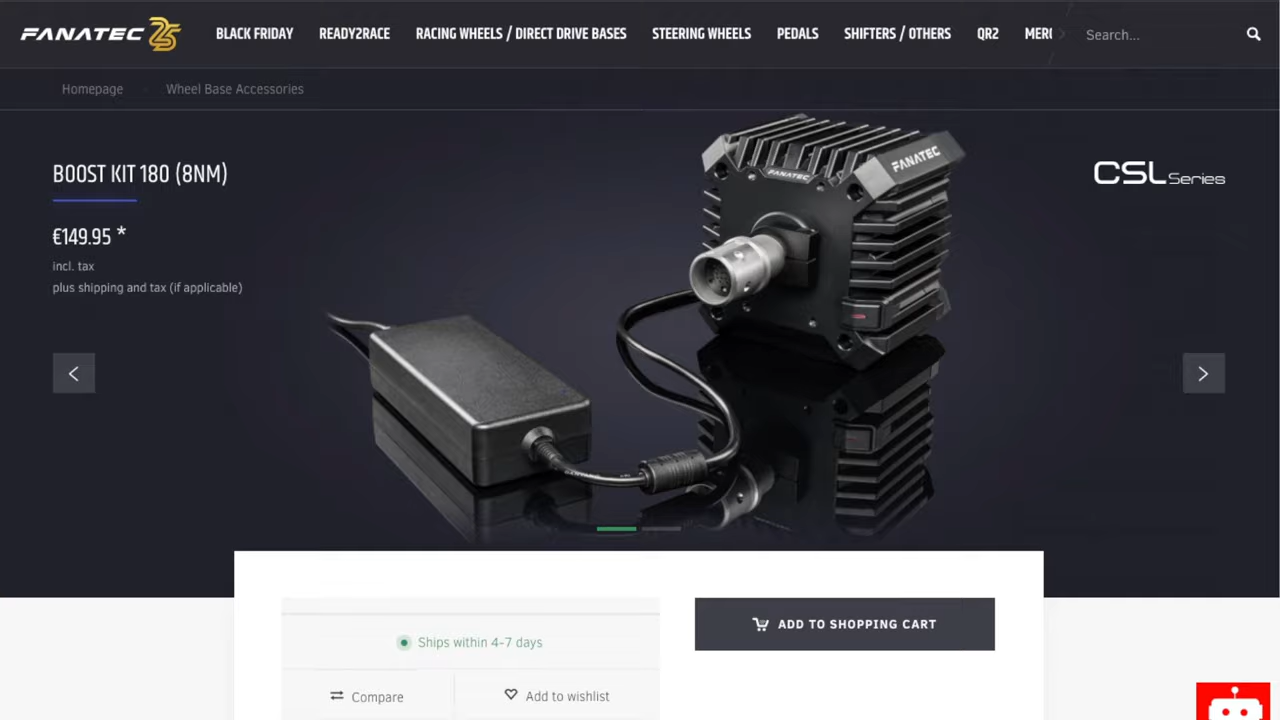 FANATEC 25
BLACK FRIDAY
READY2RACE
RACING WHEELS / DIRECT DRIVE BASES
STEERING WHEELS
PEDALS
SHIFTERS / OTHERS
QR2
Search...
Homepage
Wheel Base Accessories
BOOST KIT 180 (8NM)
€149.95 *
incl. tax
plus shipping and tax (if applicable)
FANATEC
FANATEC
CSL Series
Ships within 4-7 days
ADD TO SHOPPING CART
Compare
Add to wishlist